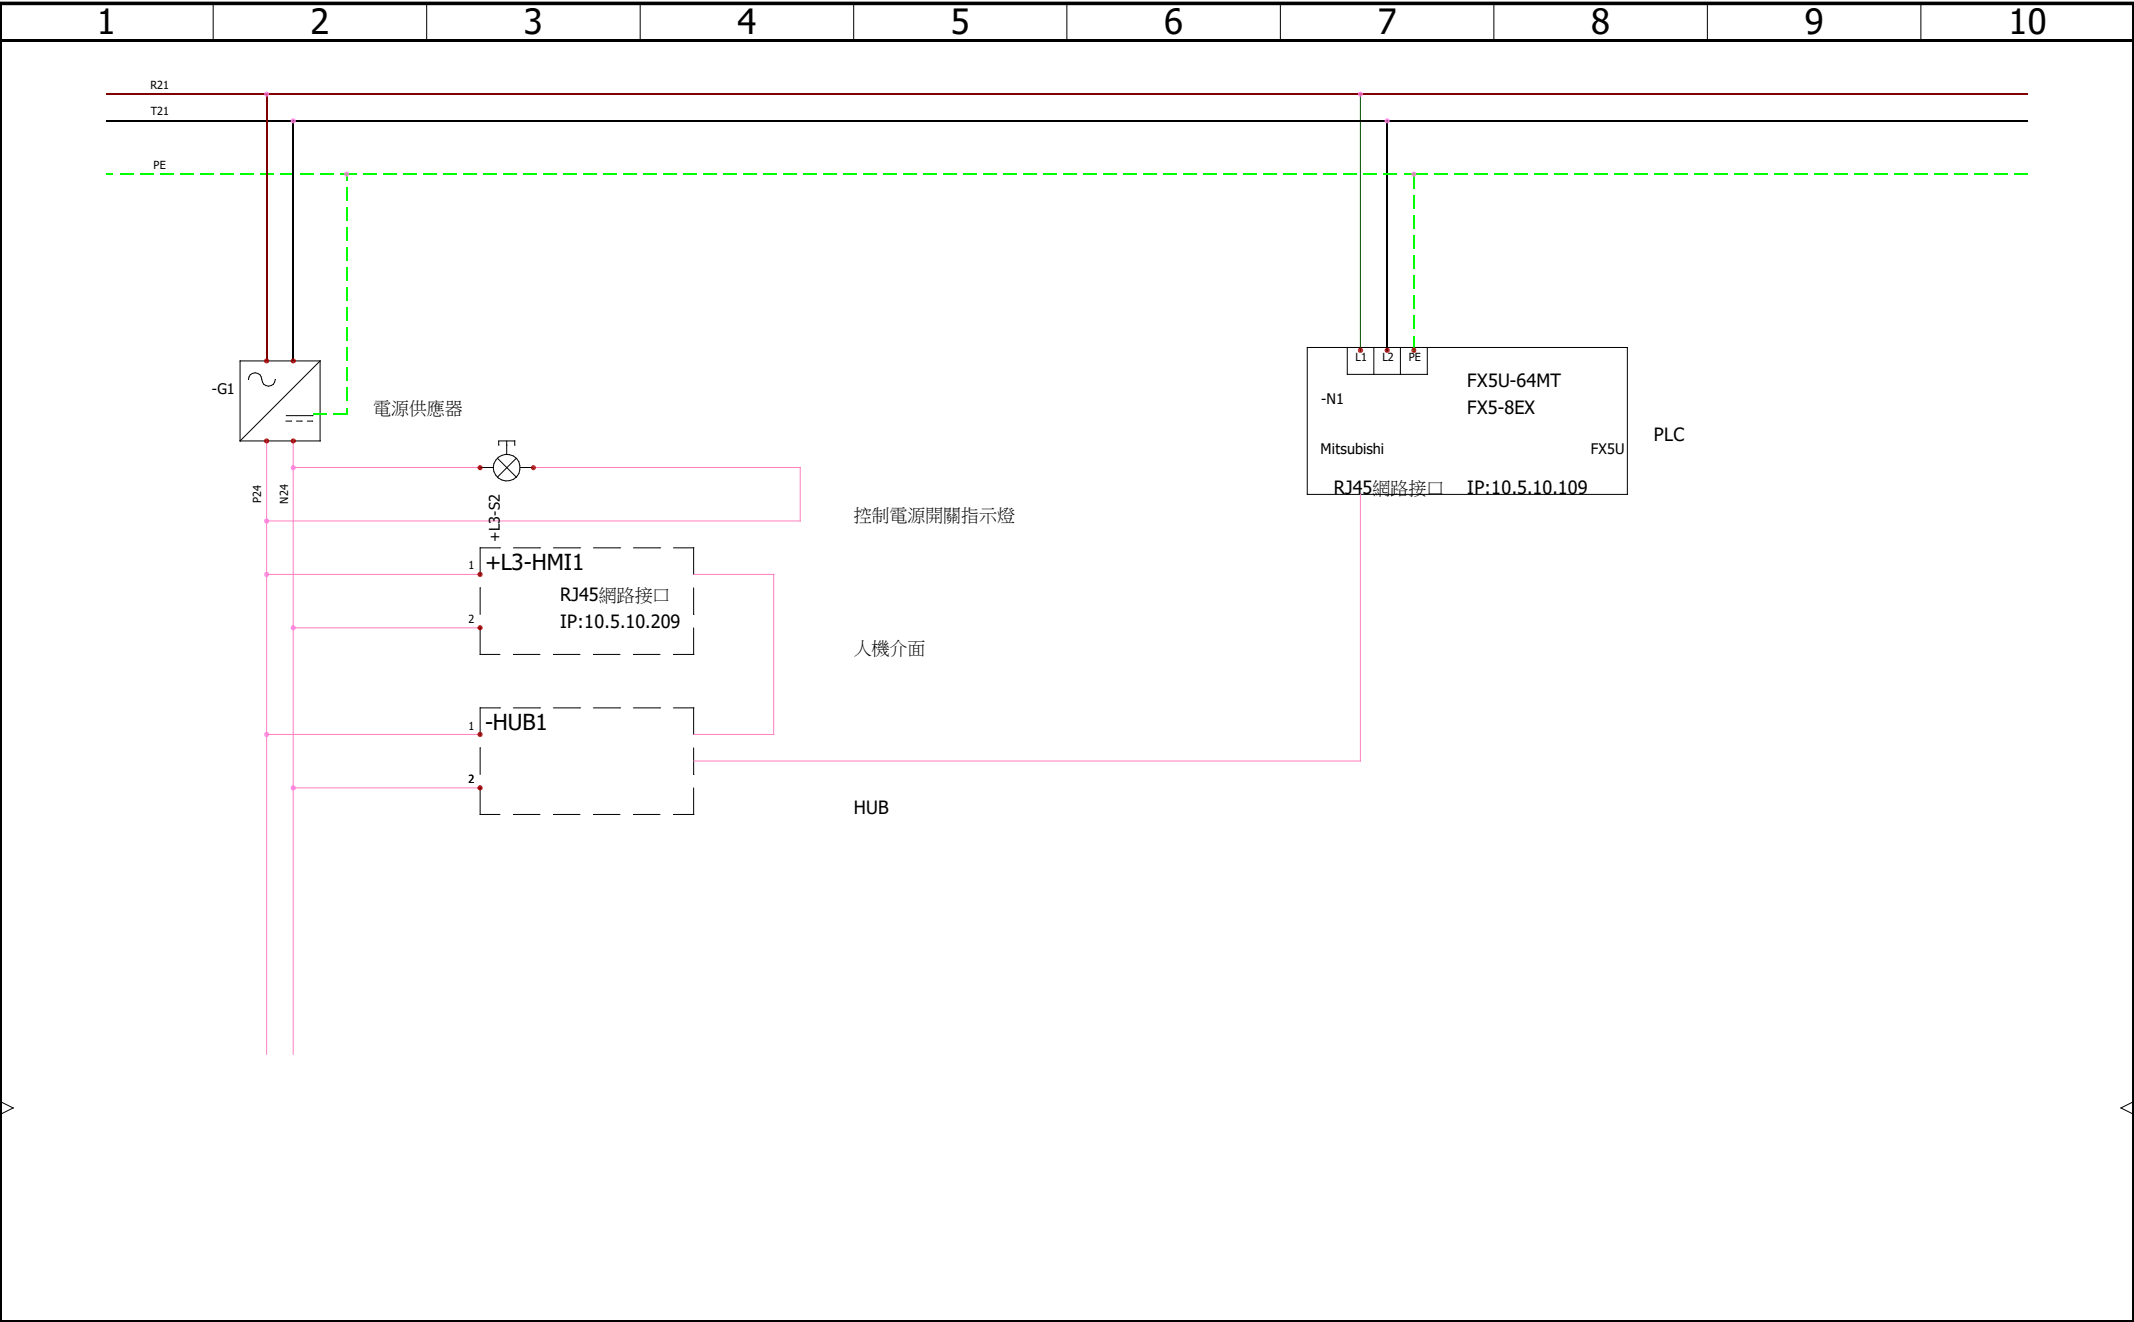 1 2 3 4 5 6 7 8 9 10
R21
T21
PE
L1 L2 PE
-G1
電源供應器
-N1
FX5U-64MT
FX5-8EX
Mitsubishi
FX5U
PLC
RJ45網路接口 IP:10.5.10.109
P24
N24
+L3-S2
控制電源開關指示燈
1
+L3-HMI1
RJ45網路接口
2
IP:10.5.10.209
人機介面
1
-HUB1
2
HUB